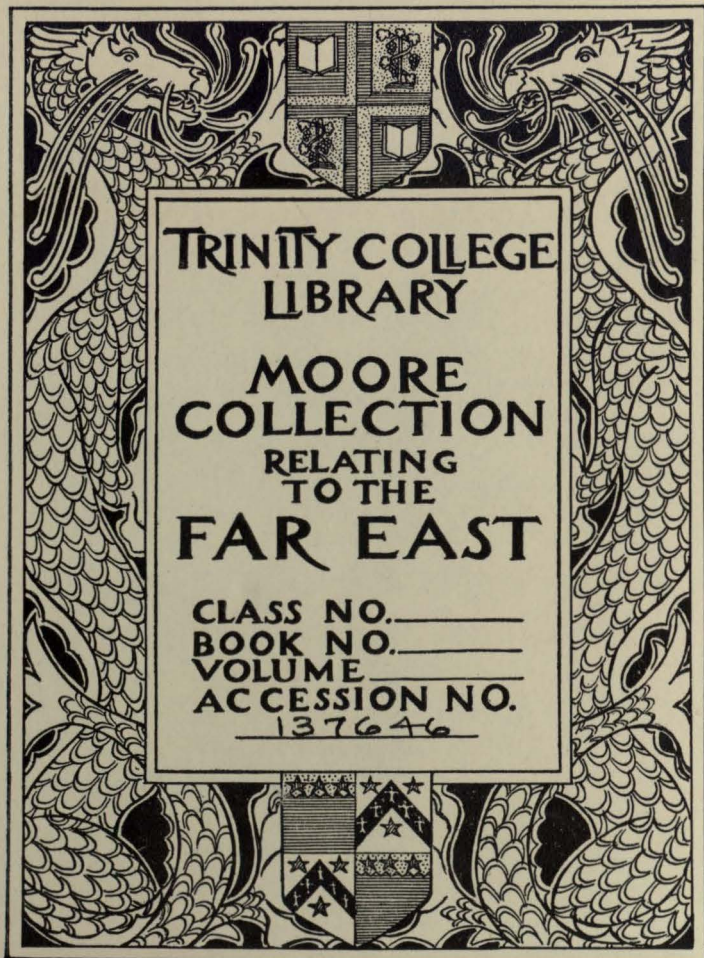 TRINITY COLLEGE
LIBRARY
MOORE
COLLECTION
RELATING
TO THE
FAR EAST
CLASS NO.
BOOK NO.
VOLUME
ACCESSION NO.
137646